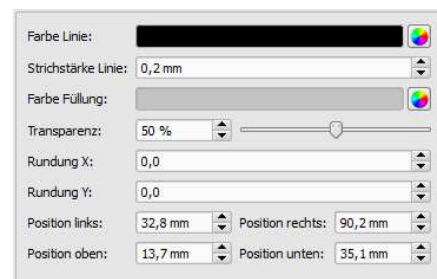 Farbe Linie:
Strichstärke Linie: 0,2 mm
Farbe Füllung:
Transparenz: 50 %
Rundung X: 0,0
Rundung Y: 0,0
Position links: 32,8 mm Position rechts: 90,2 mm
Position oben: 13,7 mm Position unten: 35,1 mm